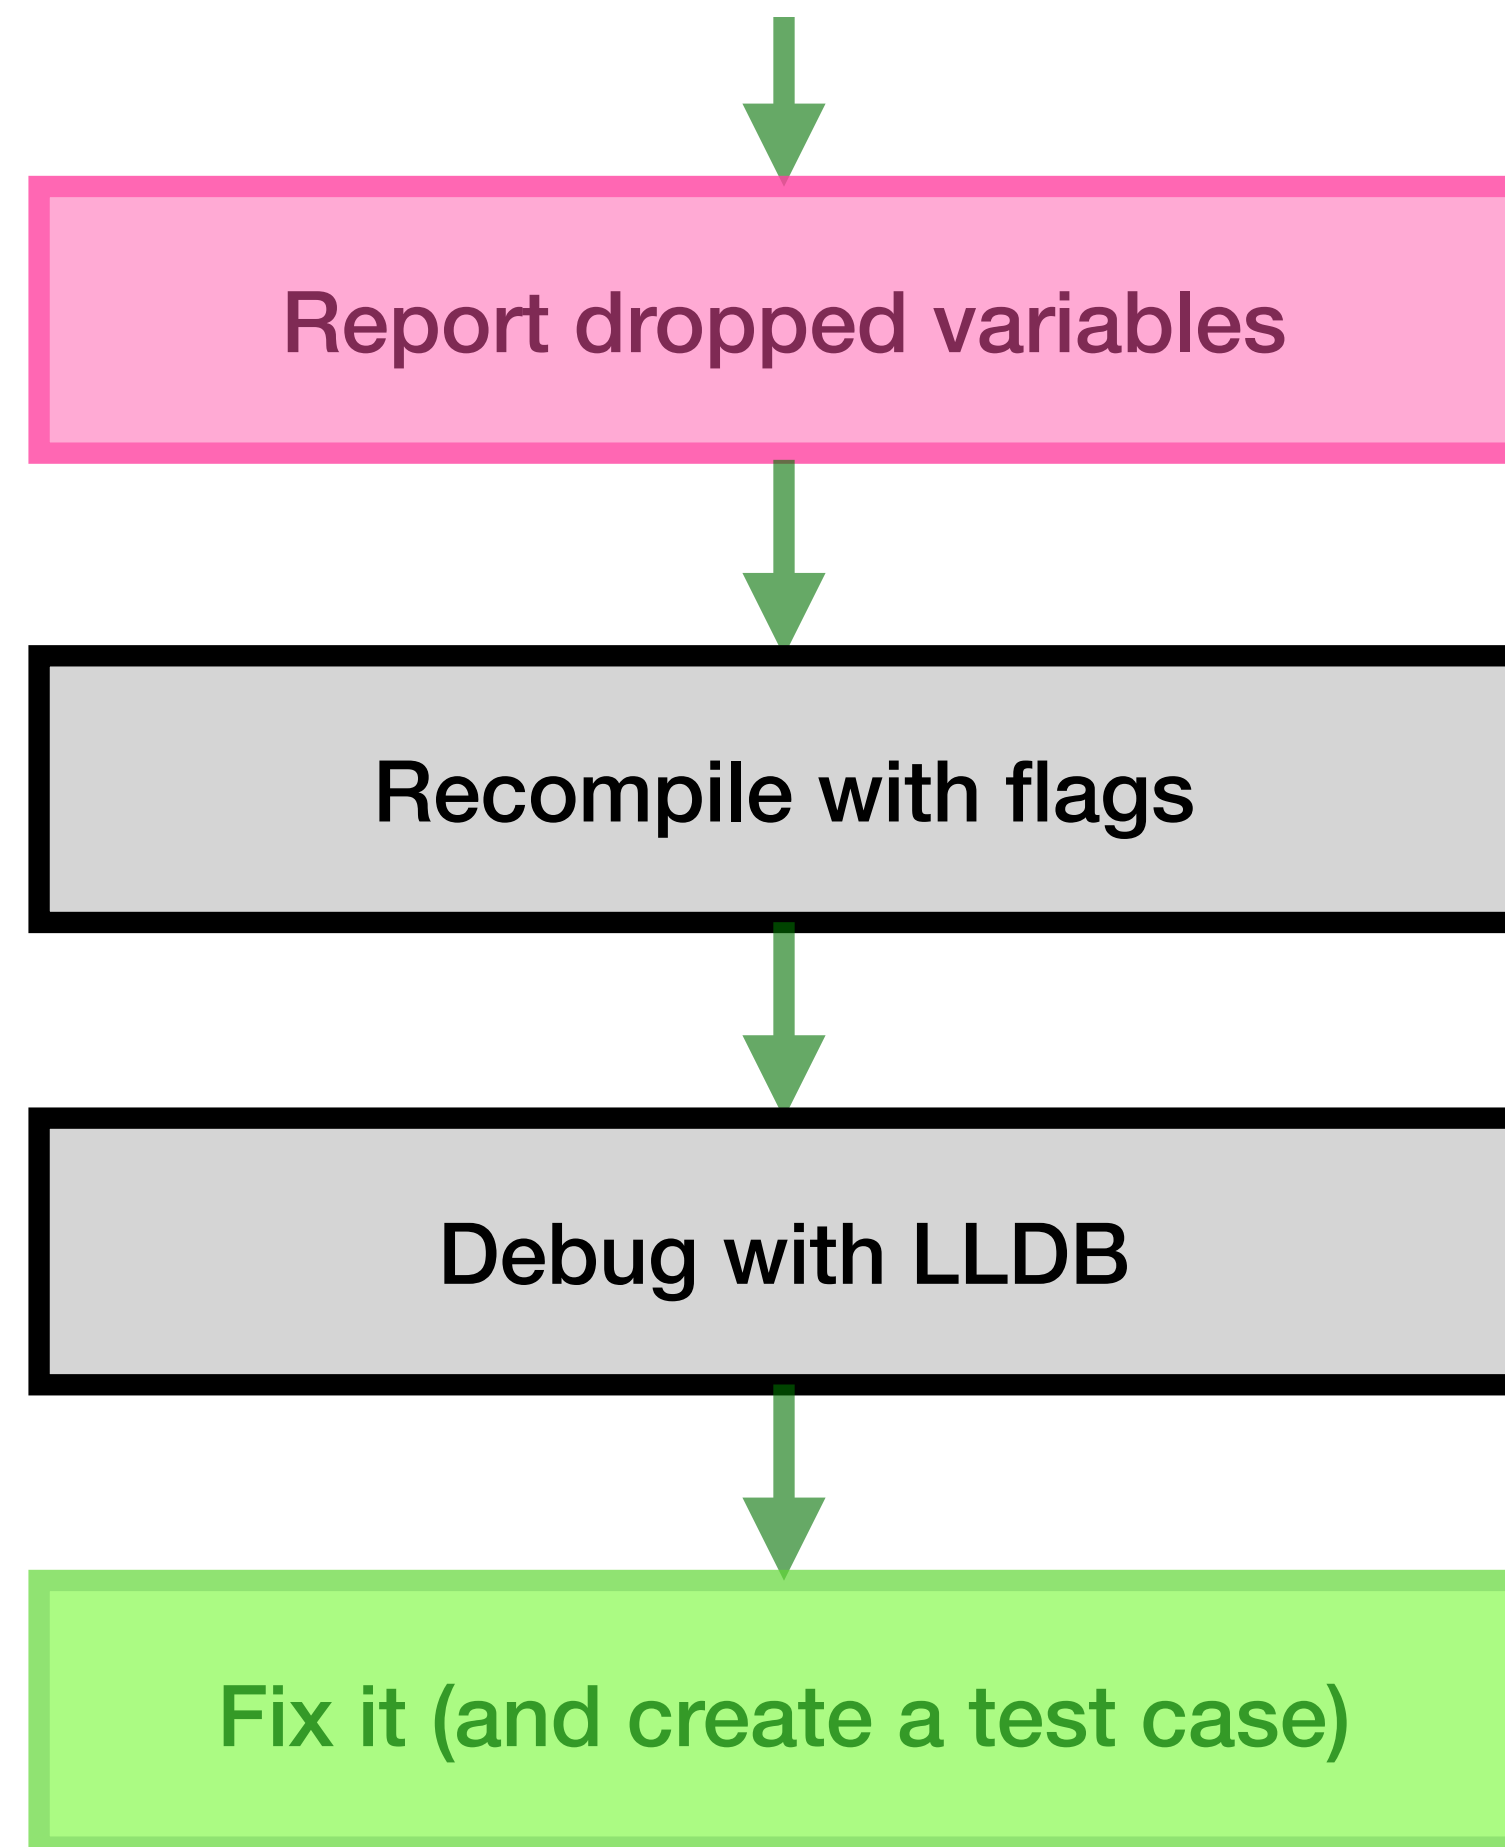 Report dropped variables
Recompile with flags
Debug with LLDB
Fix it (and create a test case)